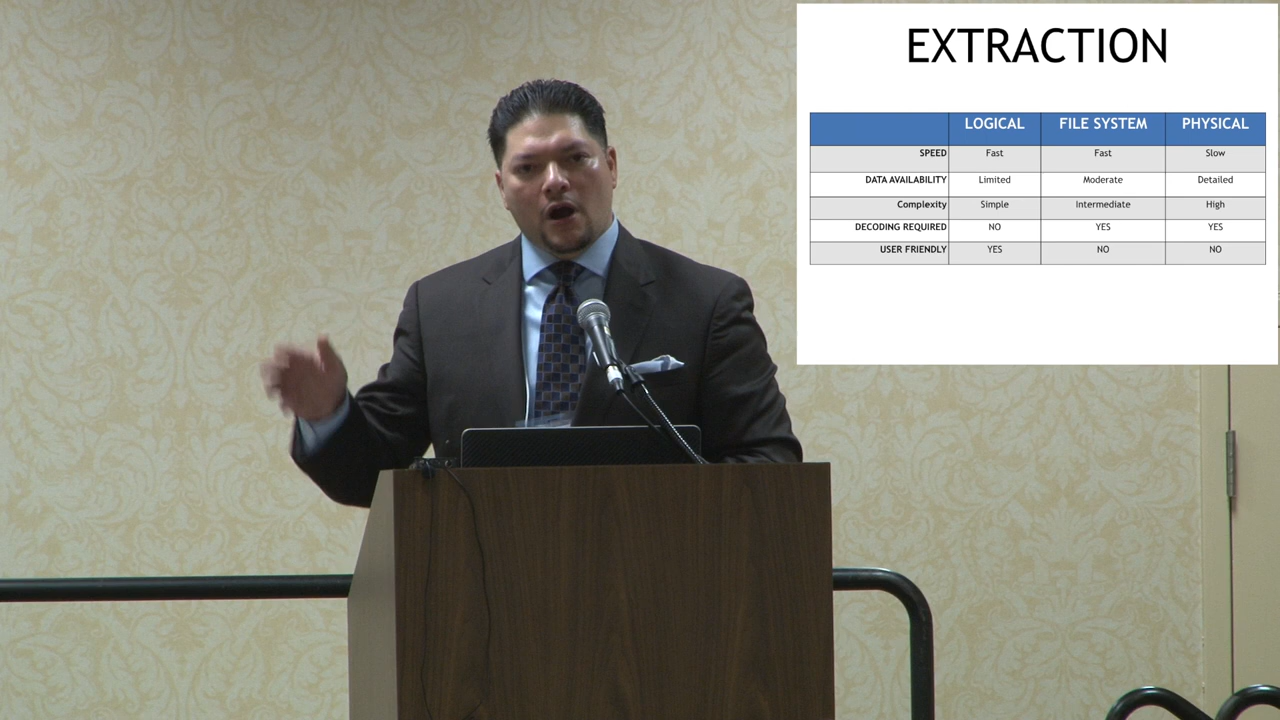 EXTRACTION
LOGICAL FILE SYSTEM PHYSICAL
SPEED Fast Fast Slow
DATA AVAILABILITY Limited Moderate Detailed
Complexity Simple Intermediate High
DECODING REQUIRED NO YES YES
USER FRIENDLY YES NO NO